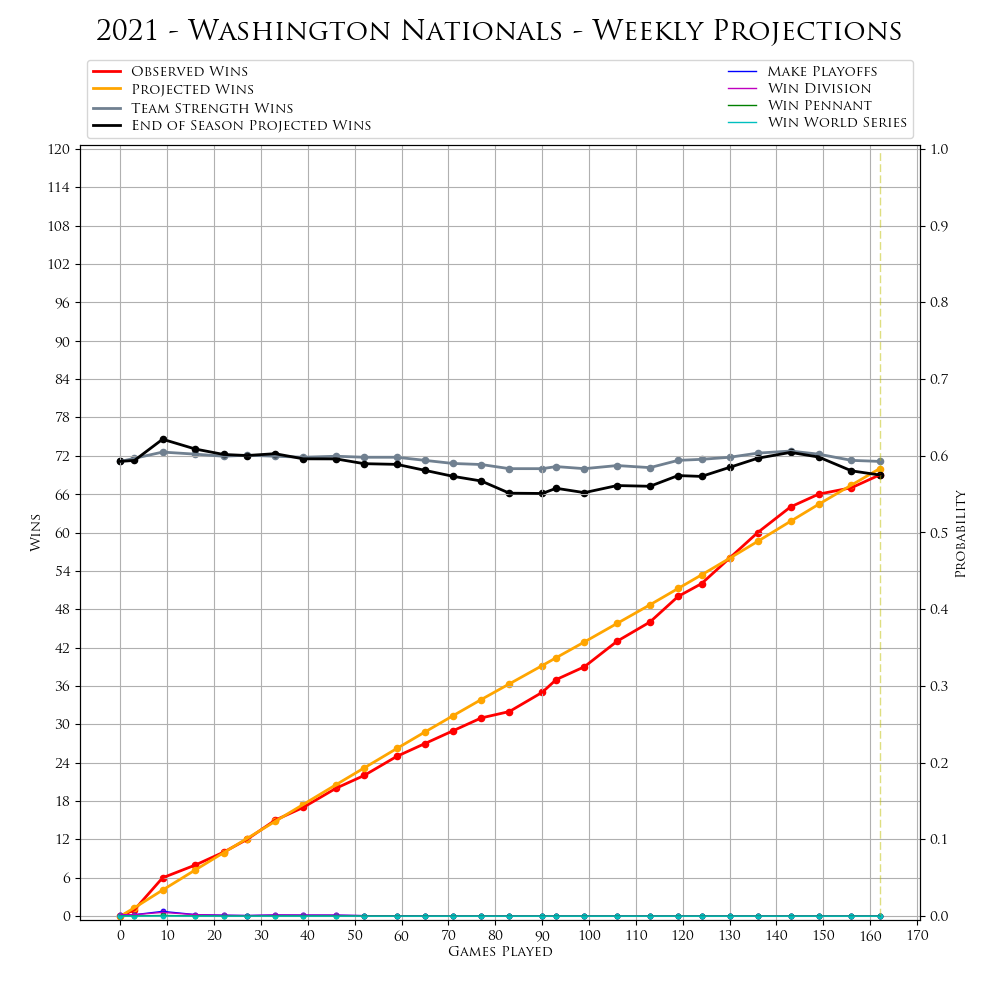 2021 - Washington Nationals - Weekly Projections
Observed Wins
Projected Wins
Team Strength Wins
End of Season Projected Wins
Make Playoffs
Win Division
Win Pennant
Win World Series
120
114
108
102
96
90
84
78
72
66
60
54
48
42
36
30
24
18
12
6
0
Wins
1.0
0.9
0.8
0.7
0.6
0.5
0.4
0.3
0.2
0.1
0.0
Probability
0 10 20 30 40 50 60 70 80 90 100 110 120 130 140 150 160 170
Games Played